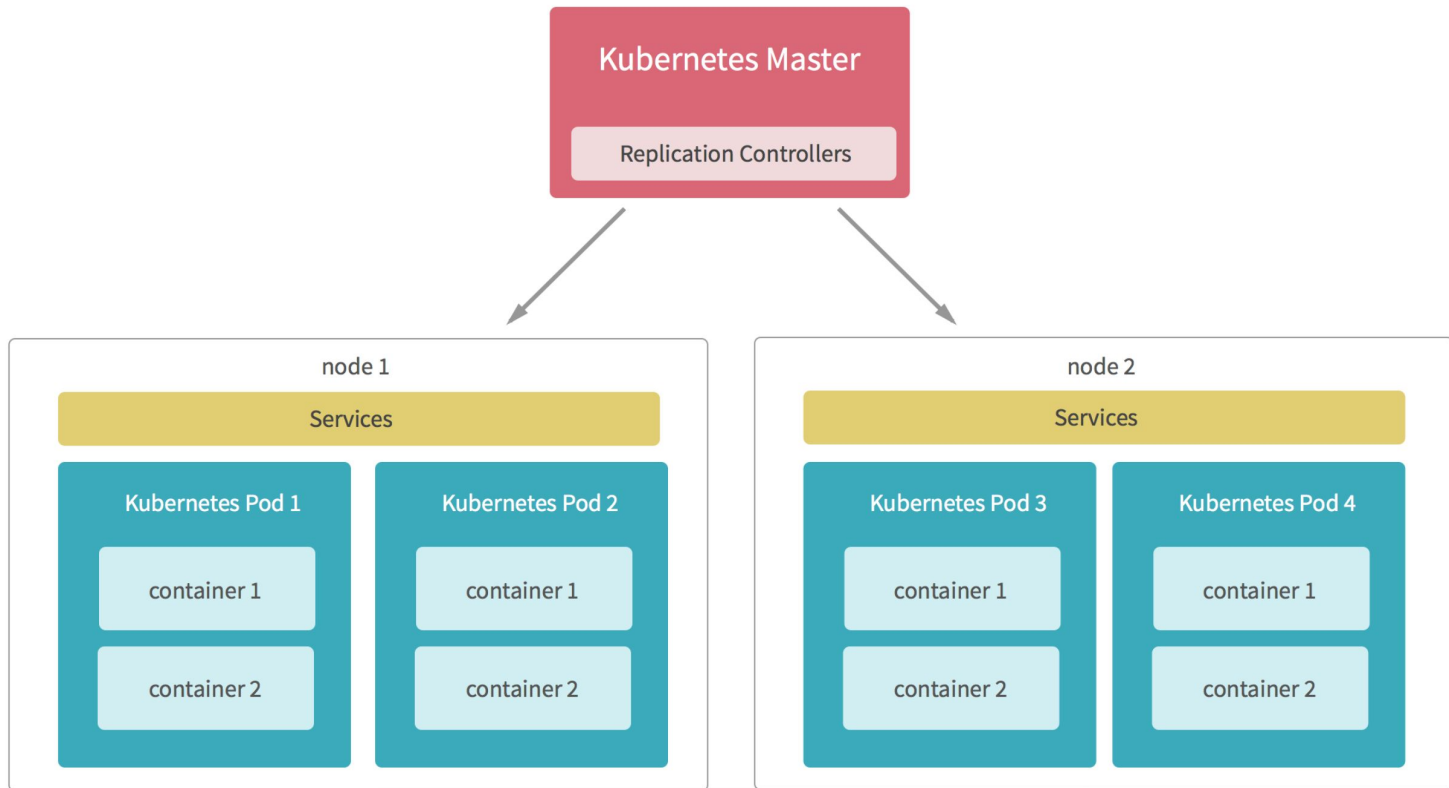 Kubernetes Master
Replication Controllers
node 1
Services
Kubernetes Pod 1
container 1
container 2
Kubernetes Pod 2
container 1
container 2
node 2
Services
Kubernetes Pod 3
container 1
container 2
Kubernetes Pod 4
container 1
container 2